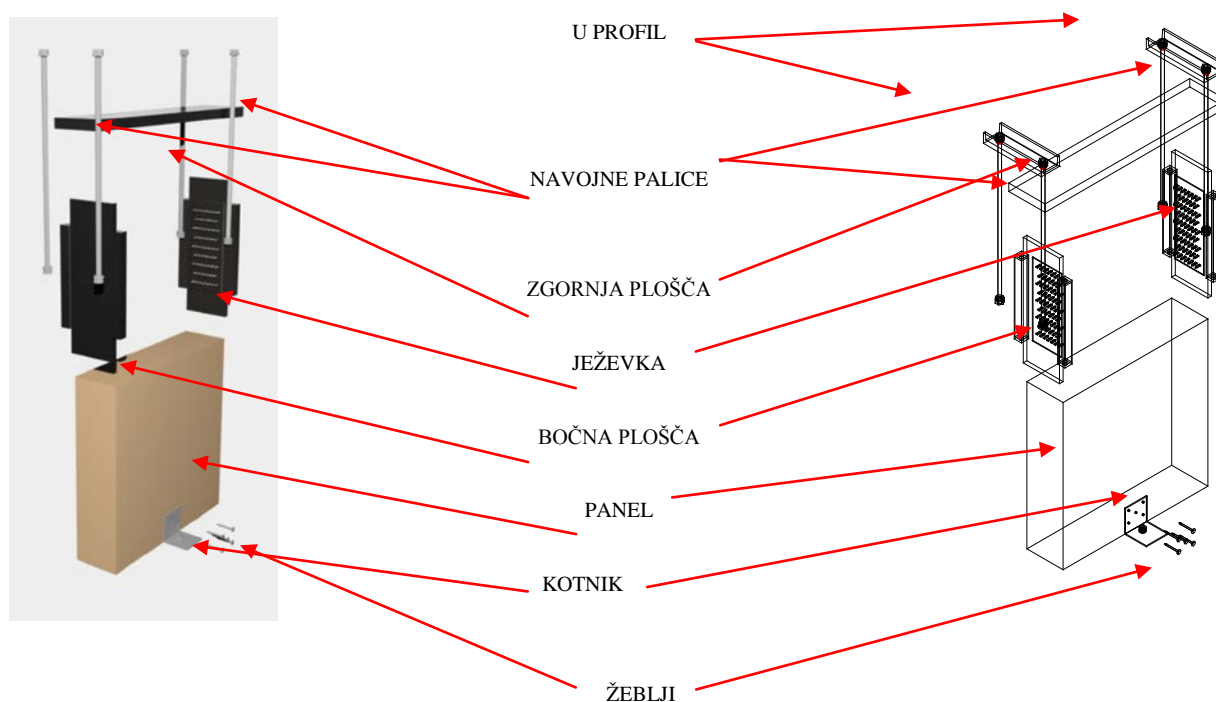 U PROFIL
NAVOJNE PALICE
ZGORNJA PLOŠČA
JEŽEVKA
BOČNA PLOŠČA
PANEL
KOTNIK
ŽEBLJI